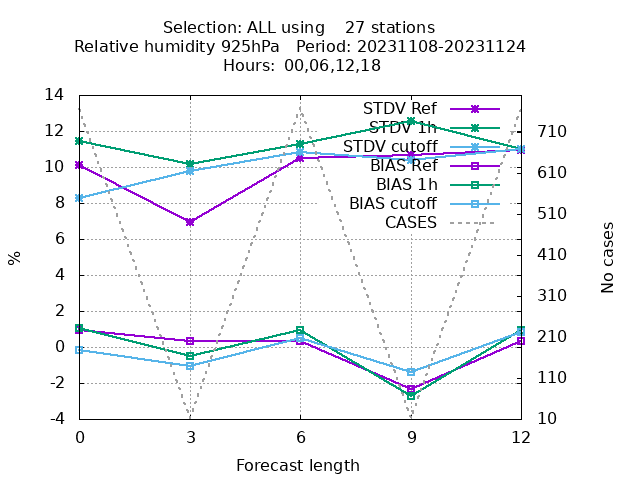 Selection: ALL using    27 stations
Relative humidity 925hPa   Period: 20231108-20231124
Hours: 00,06,12,18
14
12
10
8
6
4
2
0
-2
-4
%
STDV Ref
STDV 1h
STDV cutoff
BIAS Ref
BIAS 1h
BIAS cutoff
CASES
710
610
510
410
310
210
110
10
No cases
0 3 6 9 12
Forecast length